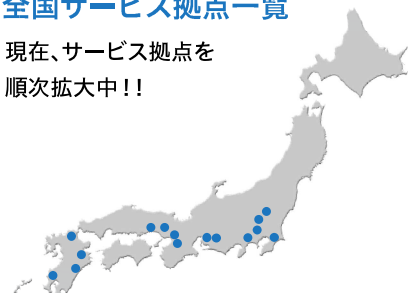 全国サービス拠点一覧
現在、サービス拠点を
順次拡大中！！